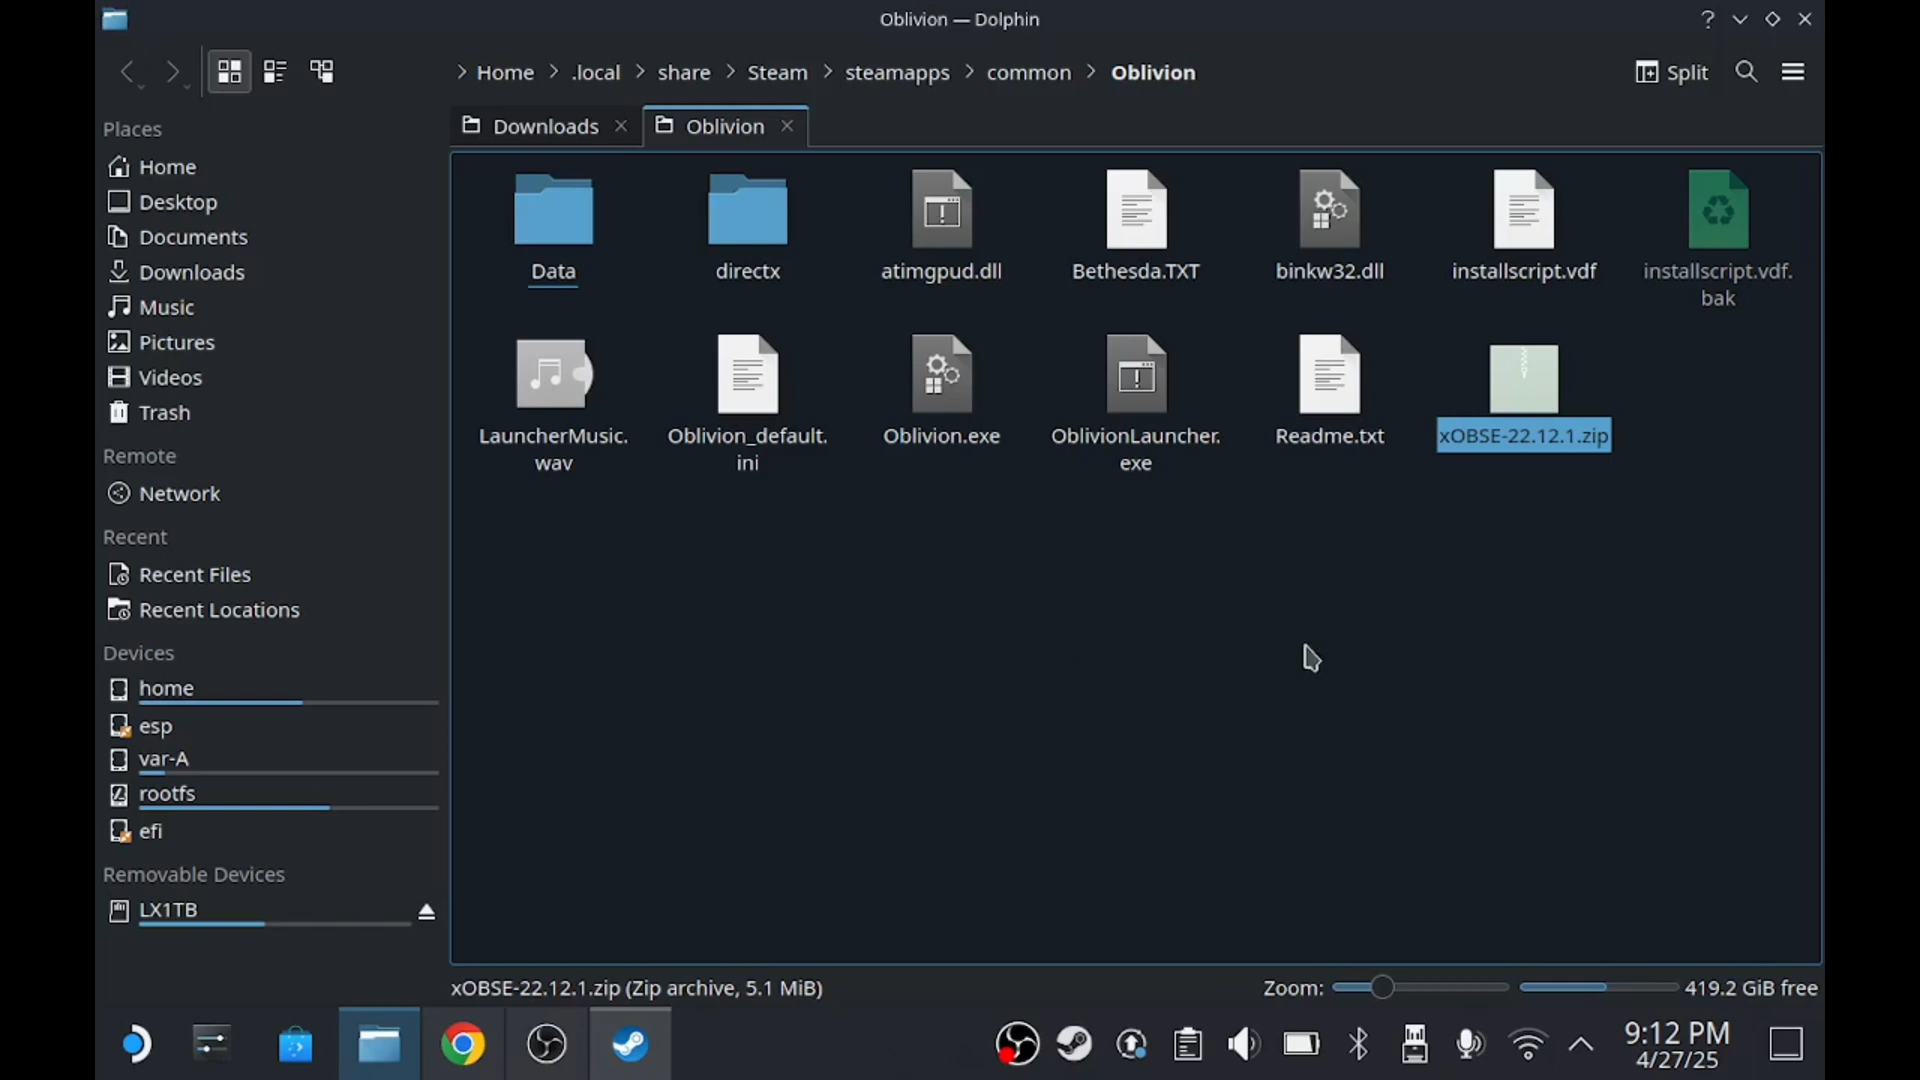 Oblivion — Dolphin
Home > .local > share > Steam > steamapps > common > Oblivion
Split
Downloads
Oblivion
Places
Home
Desktop
Documents
Downloads
Music
Pictures
Videos
Trash
Remote
Network
Recent
Recent Files
Recent Locations
Devices
home
esp
var-A
rootfs
efi
Removable Devices
LX1TB
Data
directx
atimgpud.dll
Bethesda.TXT
binkw32.dll
installscript.vdf
installscript.vdf.
bak
LauncherMusic.
wav
Oblivion_default.
ini
Oblivion.exe
OblivionLauncher.
exe
Readme.txt
xOBSE-22.12.1.zip
xOBSE-22.12.1.zip (Zip archive, 5.1 MiB)
Zoom:
419.2 GiB free
9:12 PM
4/27/25